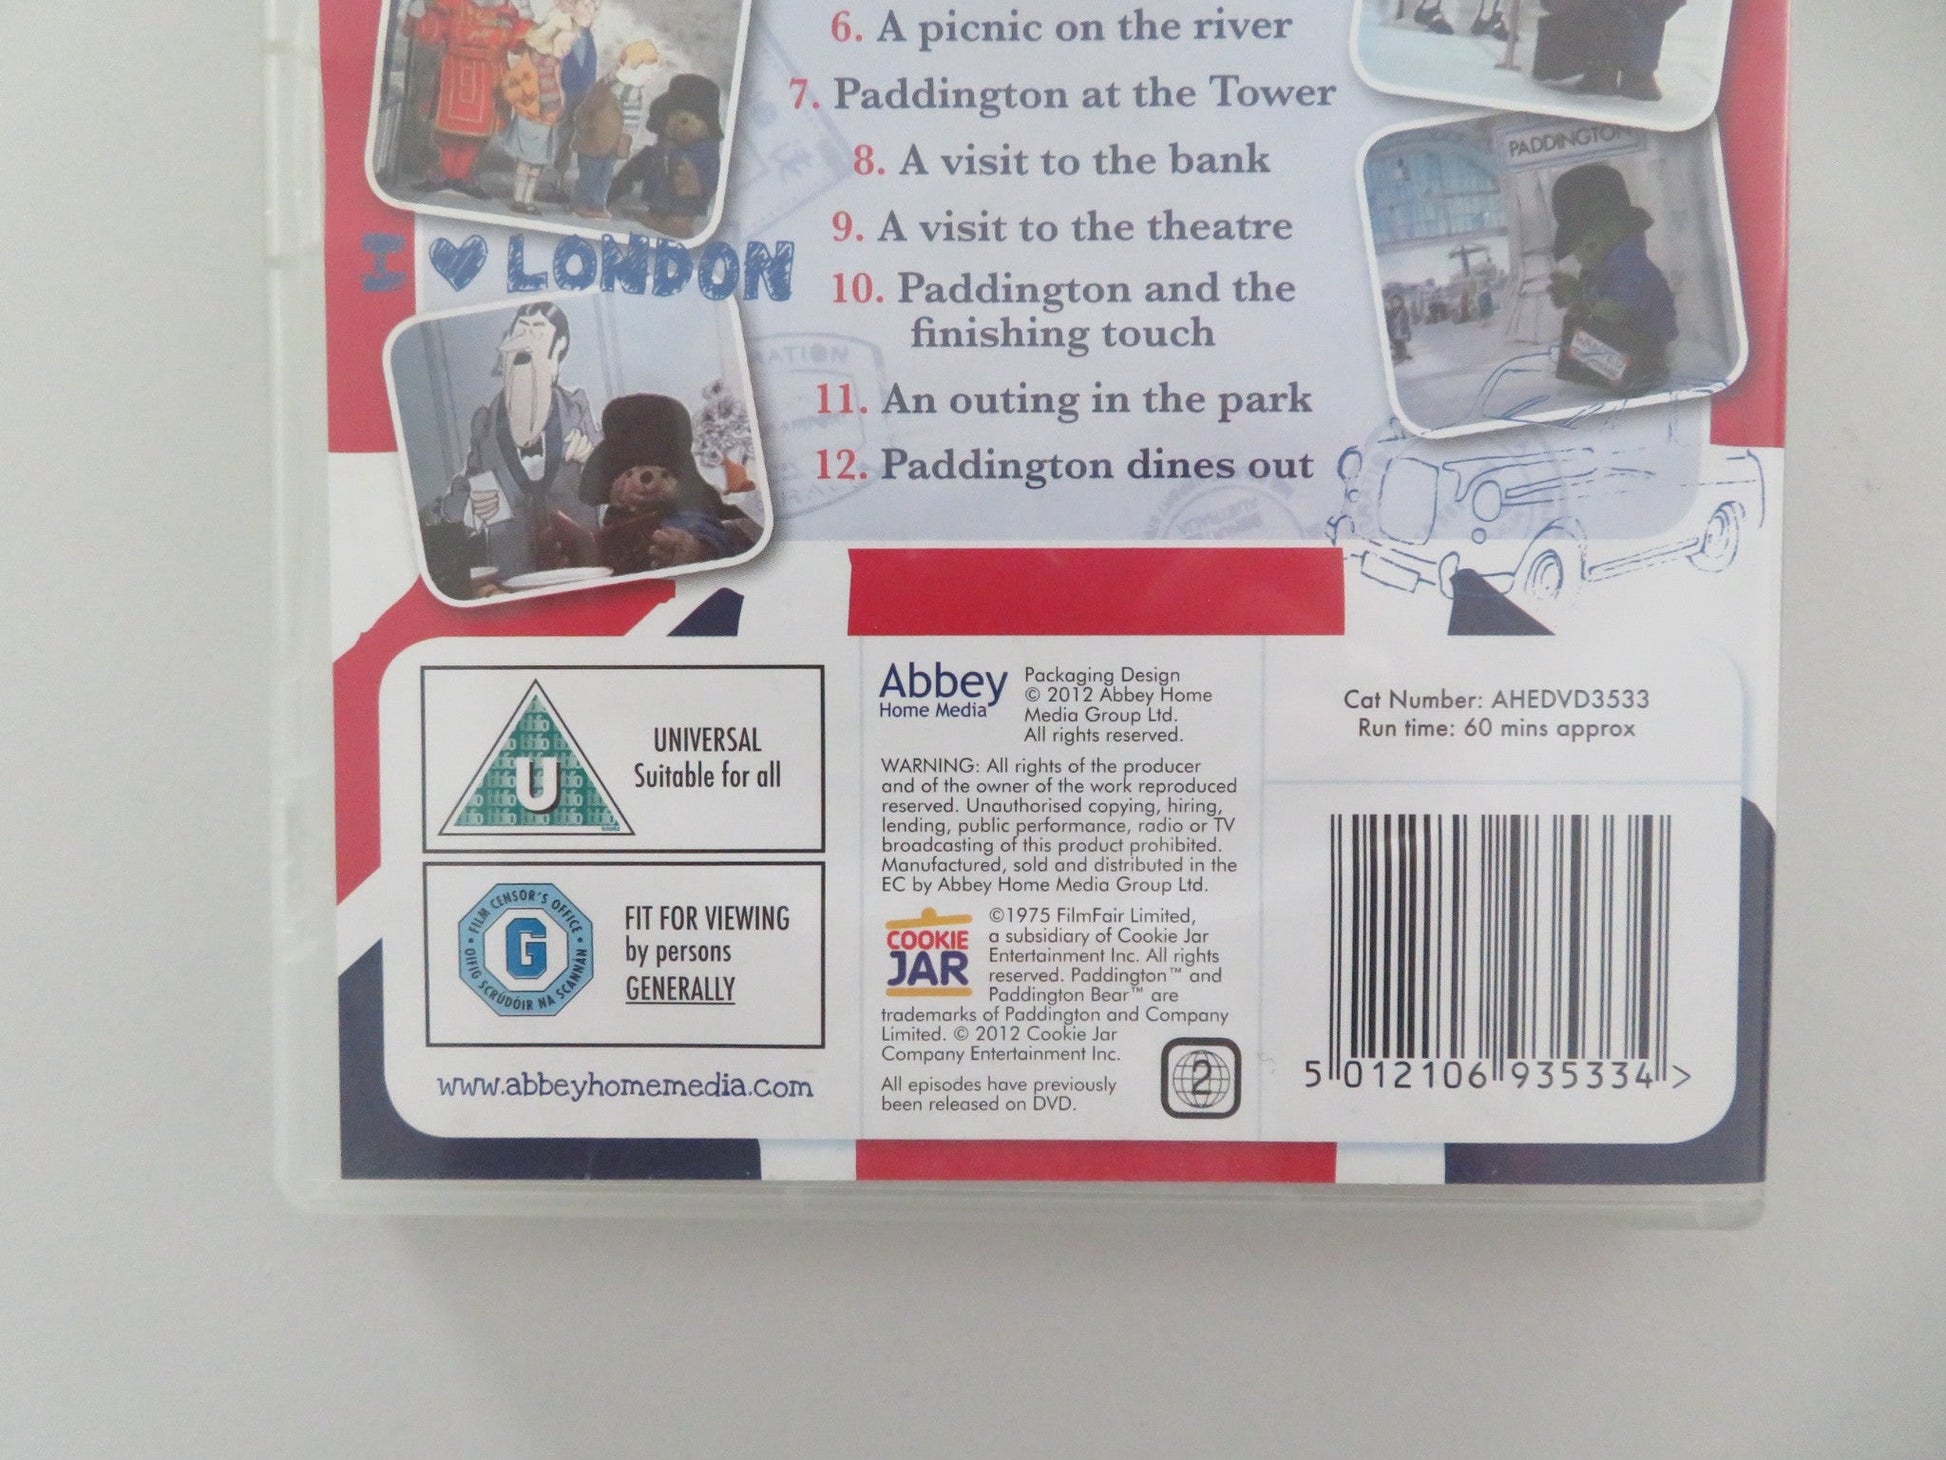 6. A picnic on the river
7. Paddington at the Tower
8. A visit to the bank
9. A visit to the theatre
10. Paddington and the
finishing touch
11. An outing in the park
12. Paddington dines out
I ♥ LONDON
PADDINGTON
UNIVERSAL
Suitable for all
U
FILM CENSOR'S OFFICE
G
OIFIG SCRÚDÓIR NA SCANNÁN
FIT FOR VIEWING
by persons
GENERALLY
www.abbeyhomemedia.com
Abbey
Home Media
Packaging Design
© 2012 Abbey Home
Media Group Ltd.
All rights reserved.
WARNING: All rights of the producer
and of the owner of the work reproduced
reserved. Unauthorised copying, hiring,
lending, public performance, radio or TV
broadcasting of this product prohibited.
Manufactured, sold and distributed in the
EC by Abbey Home Media Group Ltd.
COOKIE
JAR
©1975 FilmFair Limited,
a subsidiary of Cookie Jar
Entertainment Inc. All rights
reserved. Paddington™ and
Paddington Bear™ are
trademarks of Paddington and Company
Limited. © 2012 Cookie Jar
Company Entertainment Inc.
All episodes have previously
been released on DVD.
2
Cat Number: AHEDVD3533
Run time: 60 mins approx
5 012106 935334 >